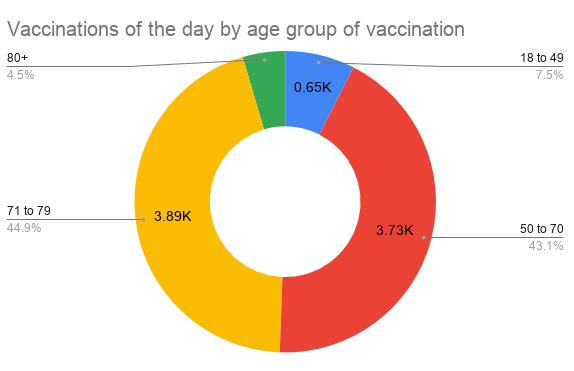 Vaccinations of the day by age group of vaccination
80+
4.5%
18 to 49
7.5%
0.65K
71 to 79
44.9%
3.89K
3.73K
50 to 70
43.1%